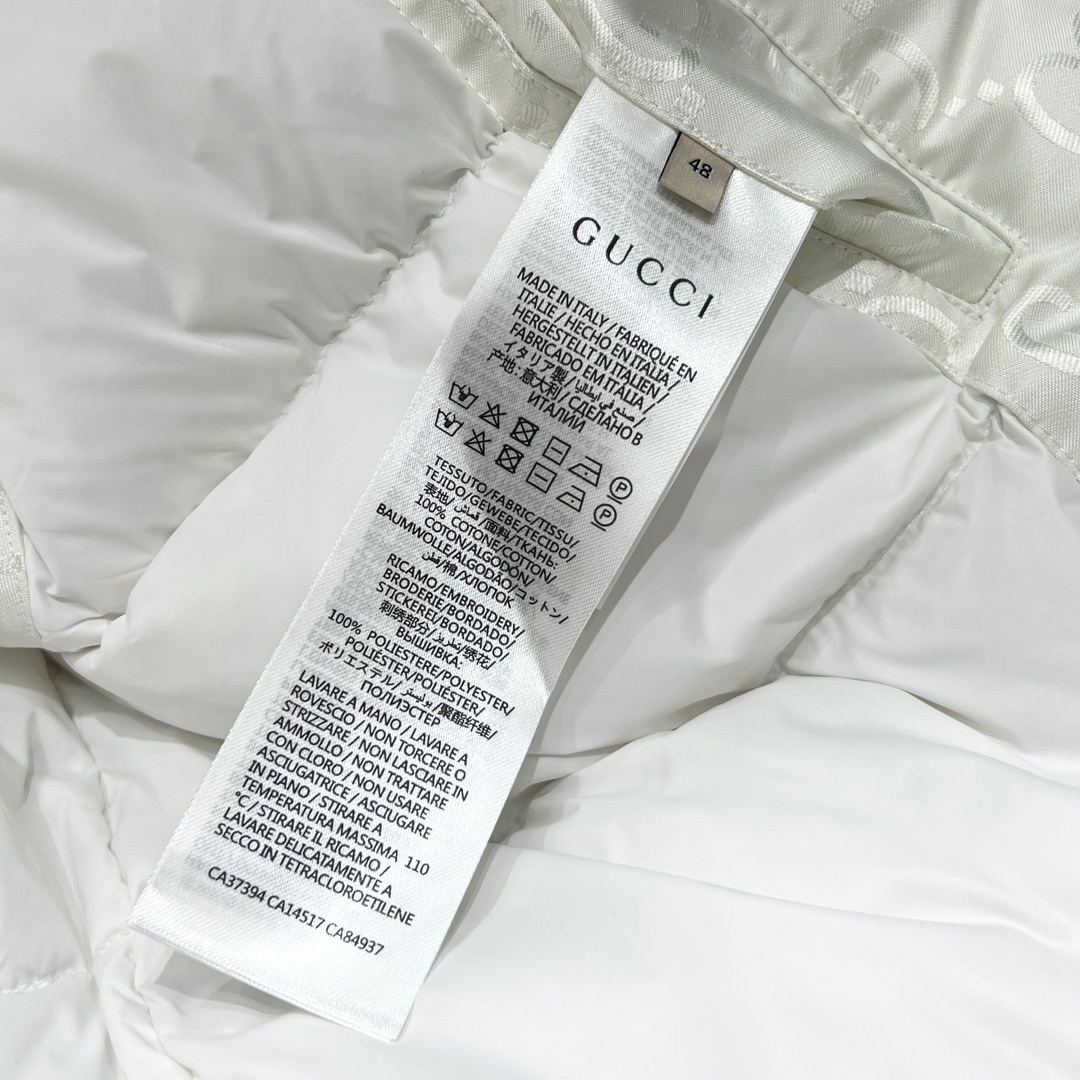 48
GUCCI
MADE IN ITALY / FABRIQUÉ EN
ITALIE / HECHO EN ITALIA /
HERGESTELLT IN ITALIEN /
FABRICADO EM ITALIA /
イタリア製 / صنع في إيطاليا /
产地: 意大利 / СДЕЛАНО В
ИТАЛИИ
P
P
TESSUTO/FABRIC/TISSU/
TEJIDO/GEWEBE/TECIDO/
表地/قماش/面料/ТКАНЬ:
100% COTONE/COTTON/
COTON/ALGODÓN/
BAUMWOLLE/ALGODÃO/コットン/
قطن/棉/ХЛОПОК
RICAMO/EMBROIDERY/
BRODERIE/BORDADO/
STICKEREI/BORDADO/
刺绣部分/تطريز/绣花/
ВЫШИВКА:
100% POLIESTERE/POLYESTER/
POLYESTER/POLIÉSTER/
POLIÉSTER/
ポリエステル/بوليستر/聚酯纤维/
ПОЛИЭСТЕР
LAVARE A MANO / LAVARE A
ROVESCIO / NON TORCERE O
STRIZZARE / NON LASCIARE IN
AMMOLLO / NON TRATTARE
CON CLORO / NON USARE
ASCIUGATRICE / ASCIUGARE
IN PIANO / STIRARE A
TEMPERATURA MASSIMA 110
°C / STIRARE IL RICAMO /
LAVARE DELICATAMENTE A
SECCO IN TETRACLOROETILENE
CA37394 CA14517 CA84937